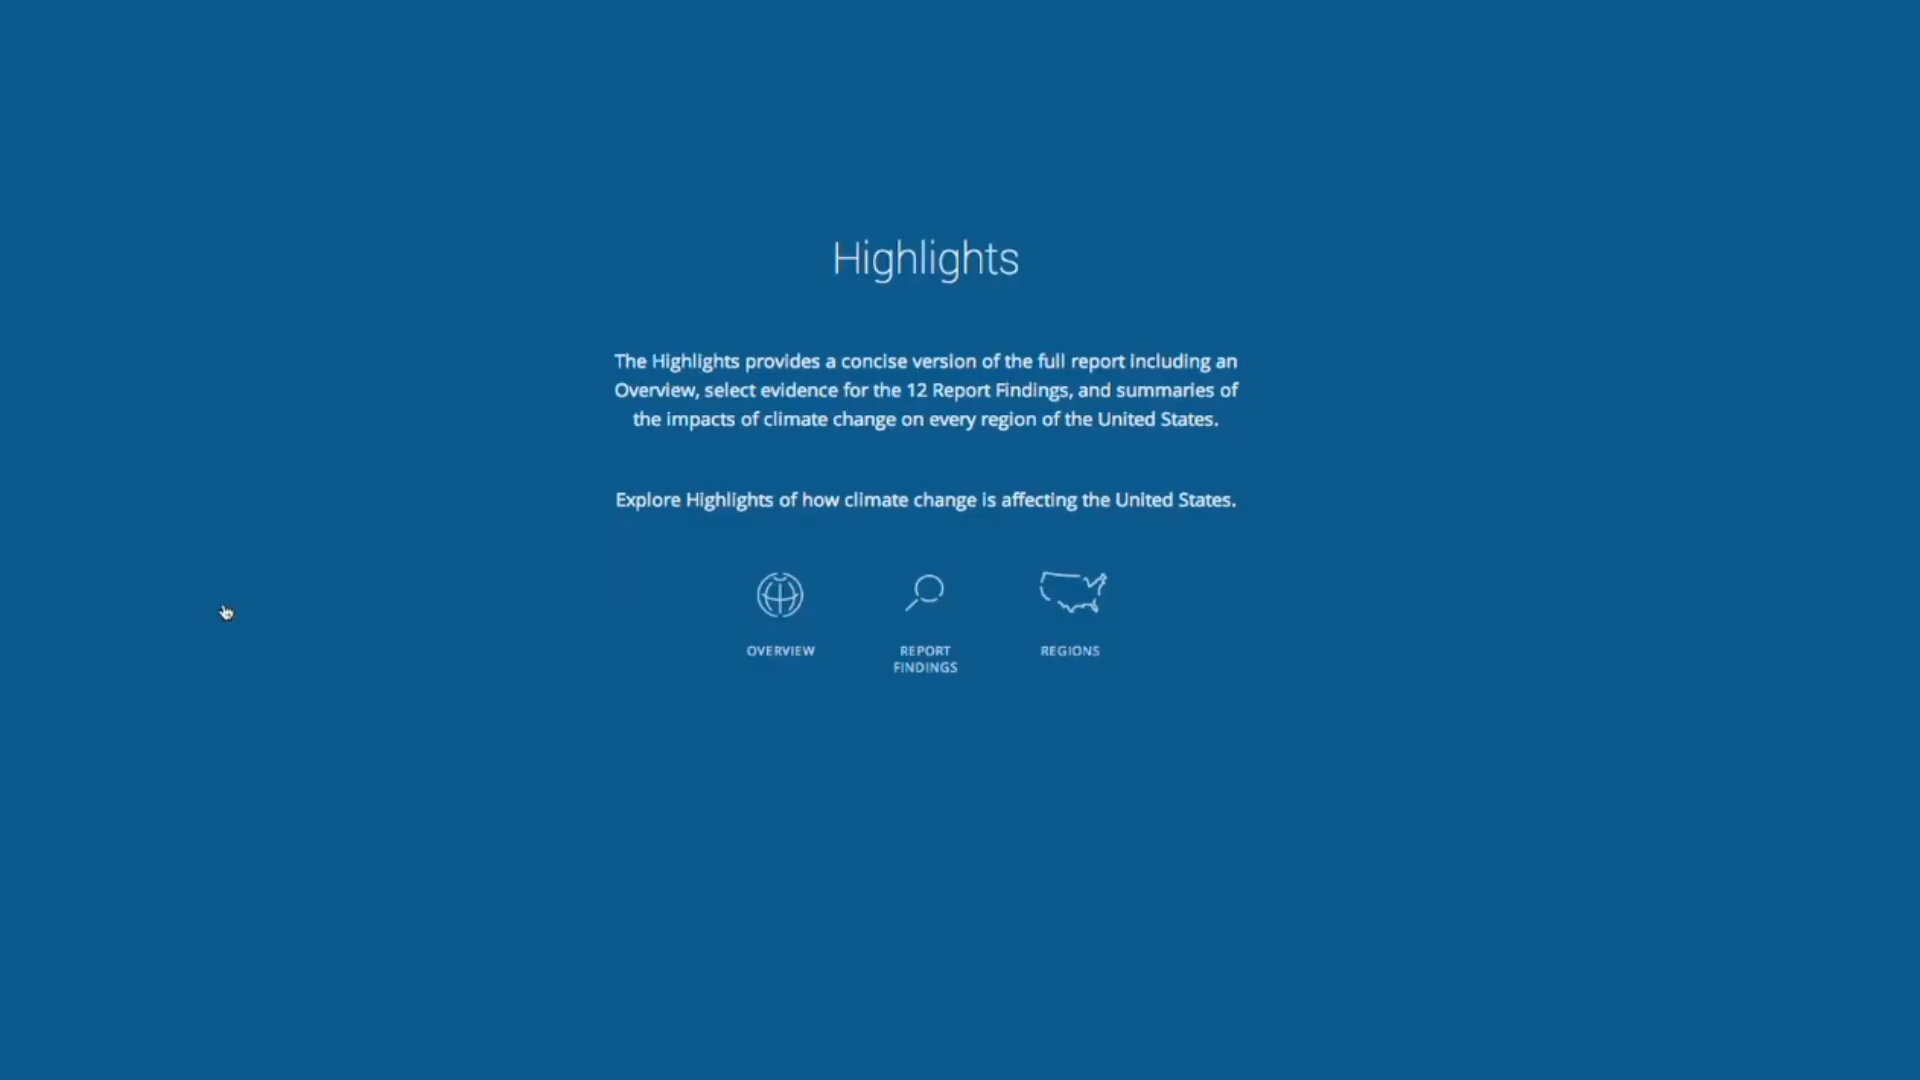 Highlights
The Highlights provides a concise version of the full report including an
Overview, select evidence for the 12 Report Findings, and summaries of
the impacts of climate change on every region of the United States.
Explore Highlights of how climate change is affecting the United States.
OVERVIEW
REPORT
FINDINGS
REGIONS